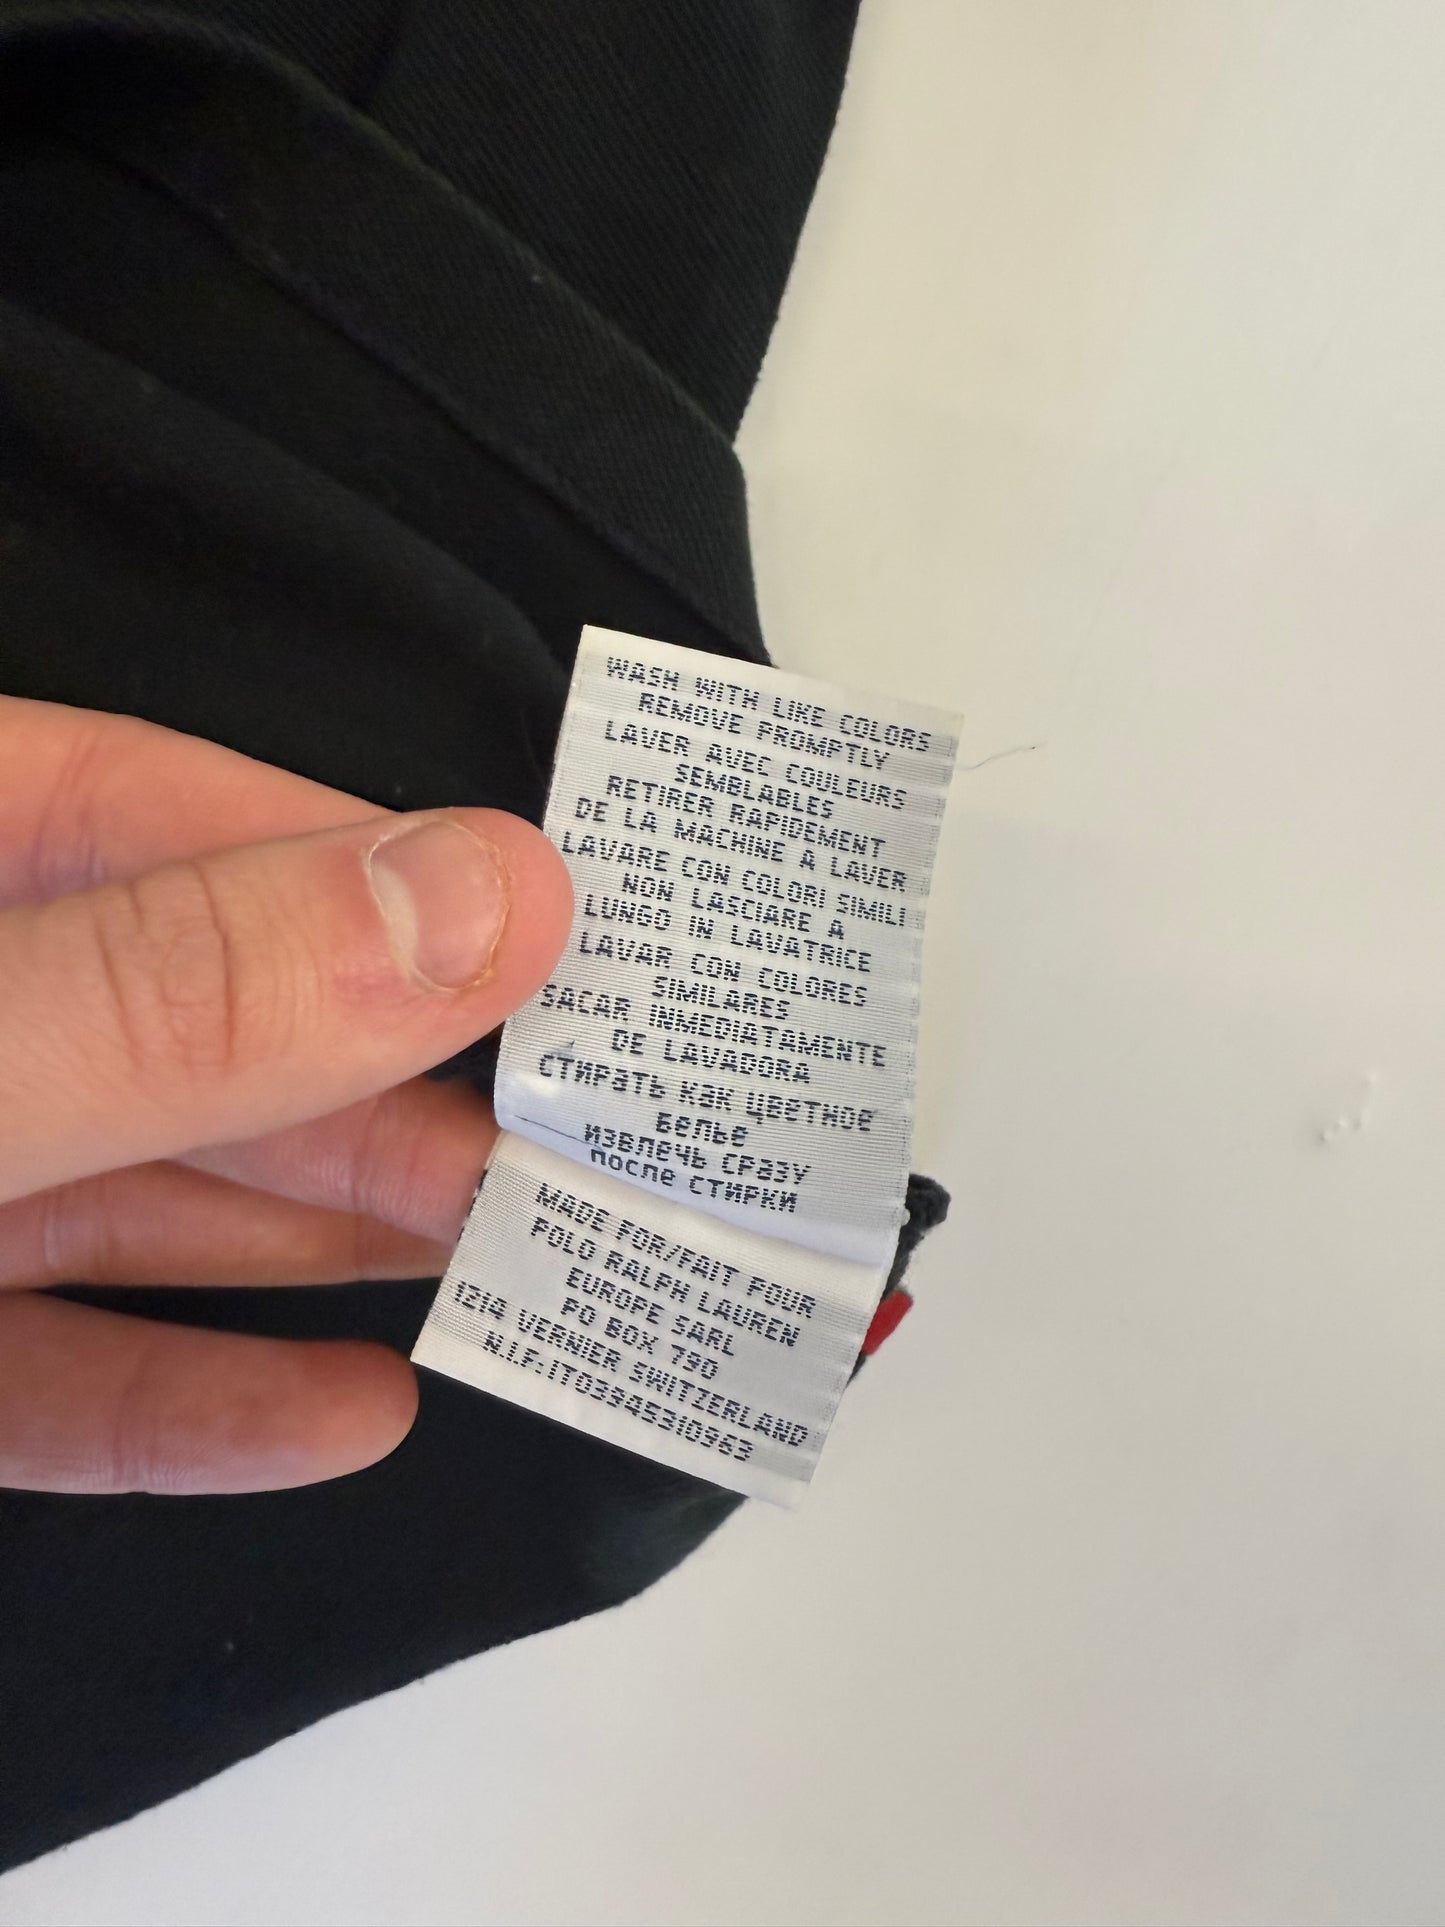 WASH WITH LIKE COLORS
REMOVE PROMPTLY
LAVER AVEC COULEURS
SEMBLABLES
RETIRER RAPIDEMENT
DE LA MACHINE A LAVER
LAVARE CON COLORI SIMILI
NON LASCIARE A
LUNGO IN LAVATRICE
LAVAR CON COLORES
SIMILARES
SACAR INMEDIATAMENTE
DE LAVADORA
СТИРАТЬ КАК ЦВЕТНОЕ
БЕЛЬЕ
ИЗВЛЕЧЬ СРАЗУ
ПОСЛЕ СТИРКИ
MADE FOR/FAIT POUR
POLO RALPH LAUREN
EUROPE SARL
PO BOX 790
1214 VERNIER SWITZERLAND
N.I.F:IT03945310963